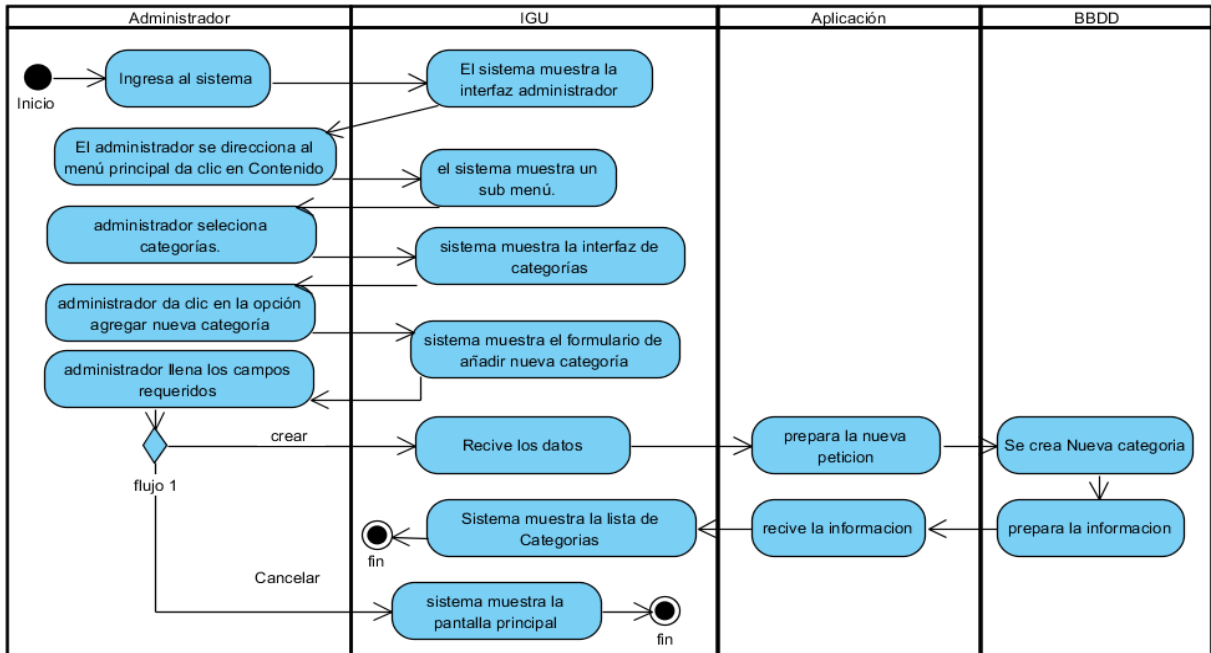 Administrador
IGU
Aplicación
BBDD
Inicio
Ingresa al sistema
El sistema muestra la
interfaz administrador
El administrador se direcciona al
menú principal da clic en Contenido
el sistema muestra un
sub menú.
administrador seleciona
categorías.
sistema muestra la interfaz de
categorías
administrador da clic en la opción
agregar nueva categoría
sistema muestra el formulario de
añadir nueva categoría
administrador llena los campos
requeridos
crear
flujo 1
Recive los datos
prepara la nueva
peticion
Se crea Nueva categoria
prepara la informacion
recive la informacion
Sistema muestra la lista de
Categorias
fin
Cancelar
sistema muestra la
pantalla principal
fin